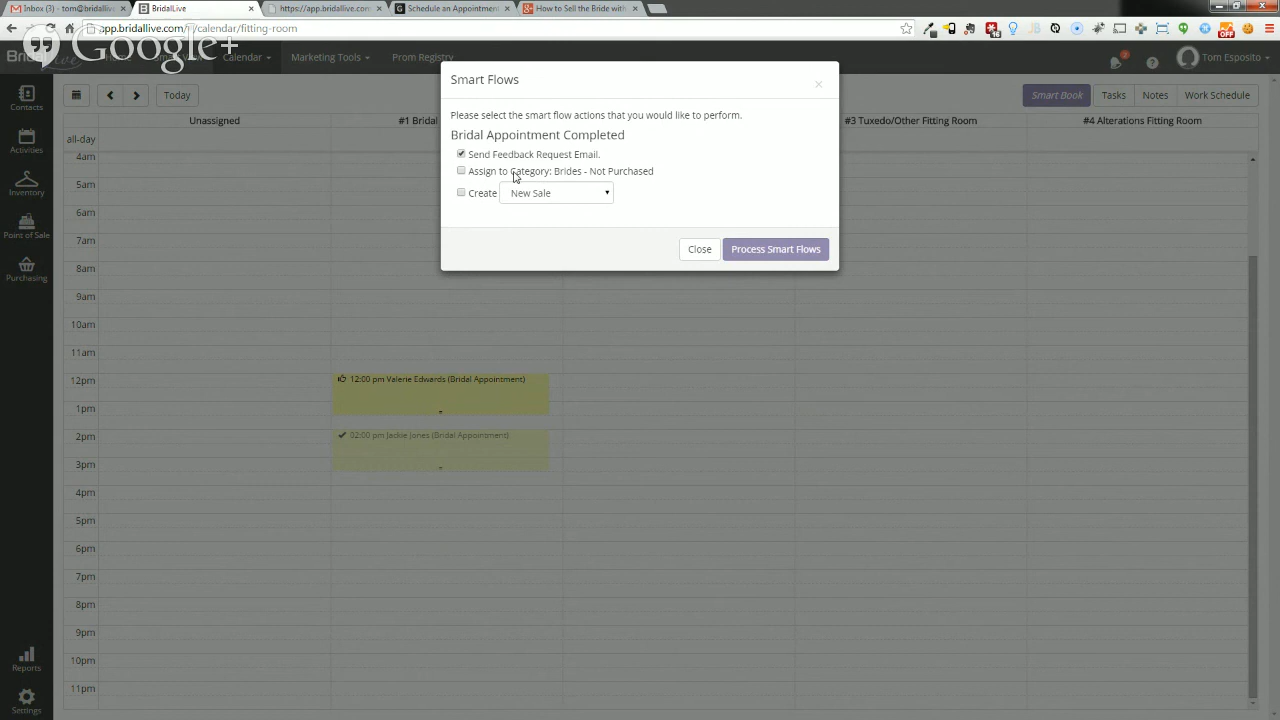 Inbox (3) - tom@bridalliv
BridalLive
https://app.bridallive.com
Schedule an Appointment
How to Sell the Bride with
app.bridallive.com/#/calendar/fitting-room
Google+
Calendar
Marketing Tools
Prom Registry
2
Tom Esposito
Contacts
Activities
Inventory
Point of Sale
Purchasing
Reports
Settings
Today
Smart Book
Tasks
Notes
Work Schedule
Unassigned
#1 Bridal
#3 Tuxedo/Other Fitting Room
#4 Alterations Fitting Room
all-day
4am
5am
6am
7am
8am
9am
10am
11am
12pm
1pm
2pm
3pm
4pm
5pm
6pm
7pm
8pm
9pm
10pm
11pm
12:00 pm Valerie Edwards (Bridal Appointment)
02:00 pm Jackie Jones (Bridal Appointment)
Smart Flows
Please select the smart flow actions that you would like to perform.
Bridal Appointment Completed
Send Feedback Request Email.
Assign to Category: Brides - Not Purchased
Create New Sale
Close
Process Smart Flows